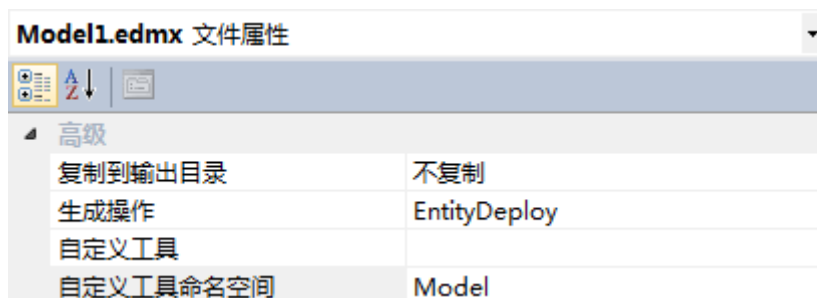 Model1.edmx 文件属性
高级
复制到输出目录 不复制
生成操作 EntityDeploy
自定义工具
自定义工具命名空间 Model